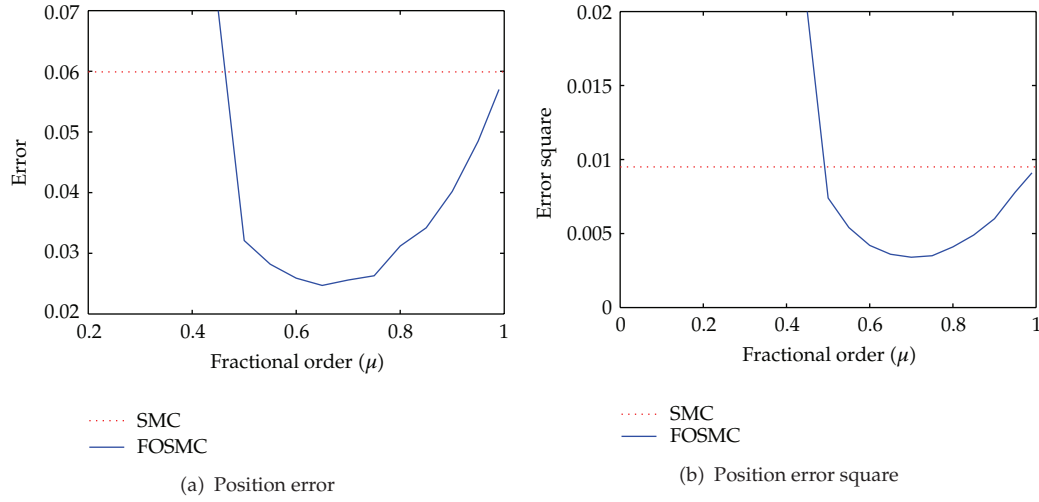 0.07
0.06
0.05
0.04
0.03
0.02
Error
0.2
0.4
0.6
0.8
1
Fractional order (μ)
SMC
FOSMC
(a) Position error
0.02
0.015
0.01
0.005
0
Error square
0
0.2
0.4
0.6
0.8
1
Fractional order (μ)
SMC
FOSMC
(b) Position error square